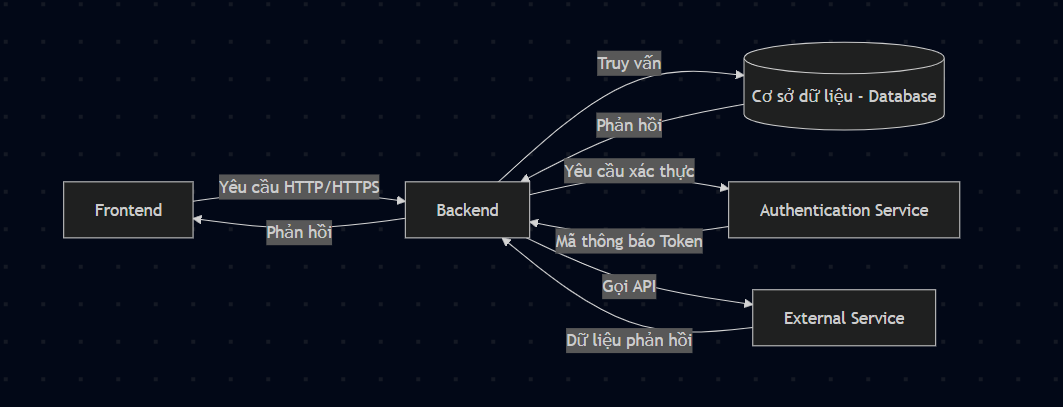 Truy vấn
Cơ sở dữ liệu - Database
Phản hồi
Yêu cầu xác thực
Yêu cầu HTTP/HTTPS
Frontend
Backend
Authentication Service
Phản hồi
Mã thông báo Token
Gọi API
External Service
Dữ liệu phản hồi